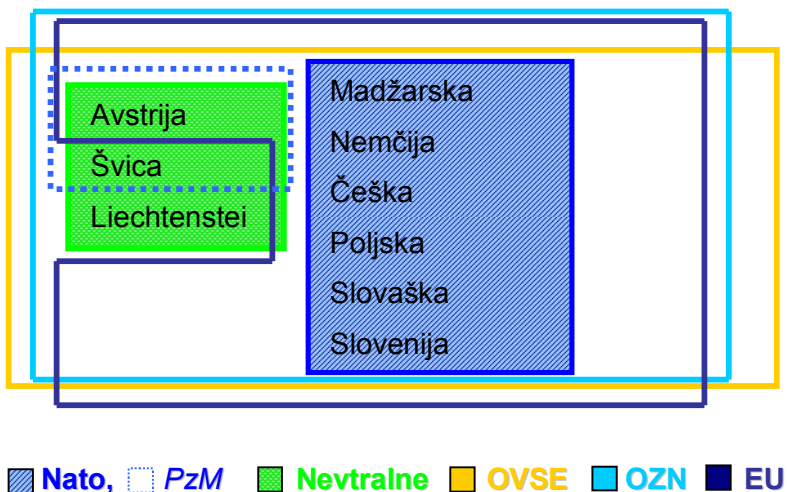 Avstrija
Švica
Liechtenstei
Madžarska
Nemčija
Češka
Poljska
Slovaška
Slovenija
Nato, PzM Nevtralne OVSE OZN EU